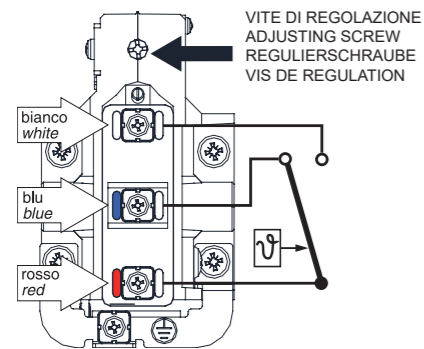 VITE DI REGOLAZIONE
ADJUSTING SCREW
REGULIERSCHRAUBE
VIS DE REGULATION
bianco
white
blu
blue
rosso
red
ϑ